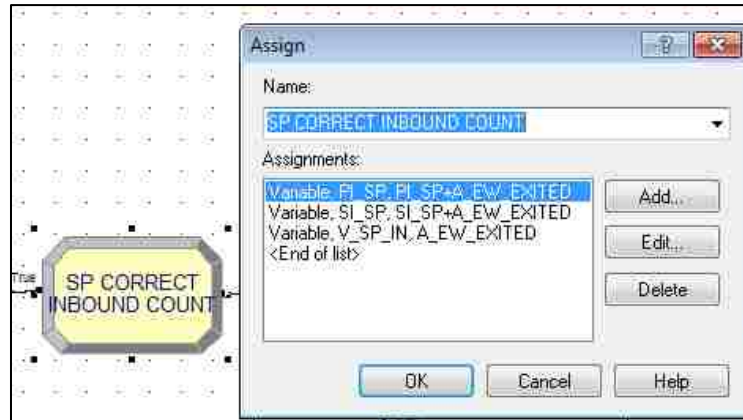 Assign
?
Name:
SP CORRECT INBOUND COUNT
Assignments:
Variable, PI_SP, PI_SP+A_EW_EXITED
Variable, SI_SP, SI_SP+A_EW_EXITED
Variable, V_SP_IN, A_EW_EXITED
<End of list>
Add...
Edit...
Delete
True
SP CORRECT
INBOUND COUNT
OK
Cancel
Help